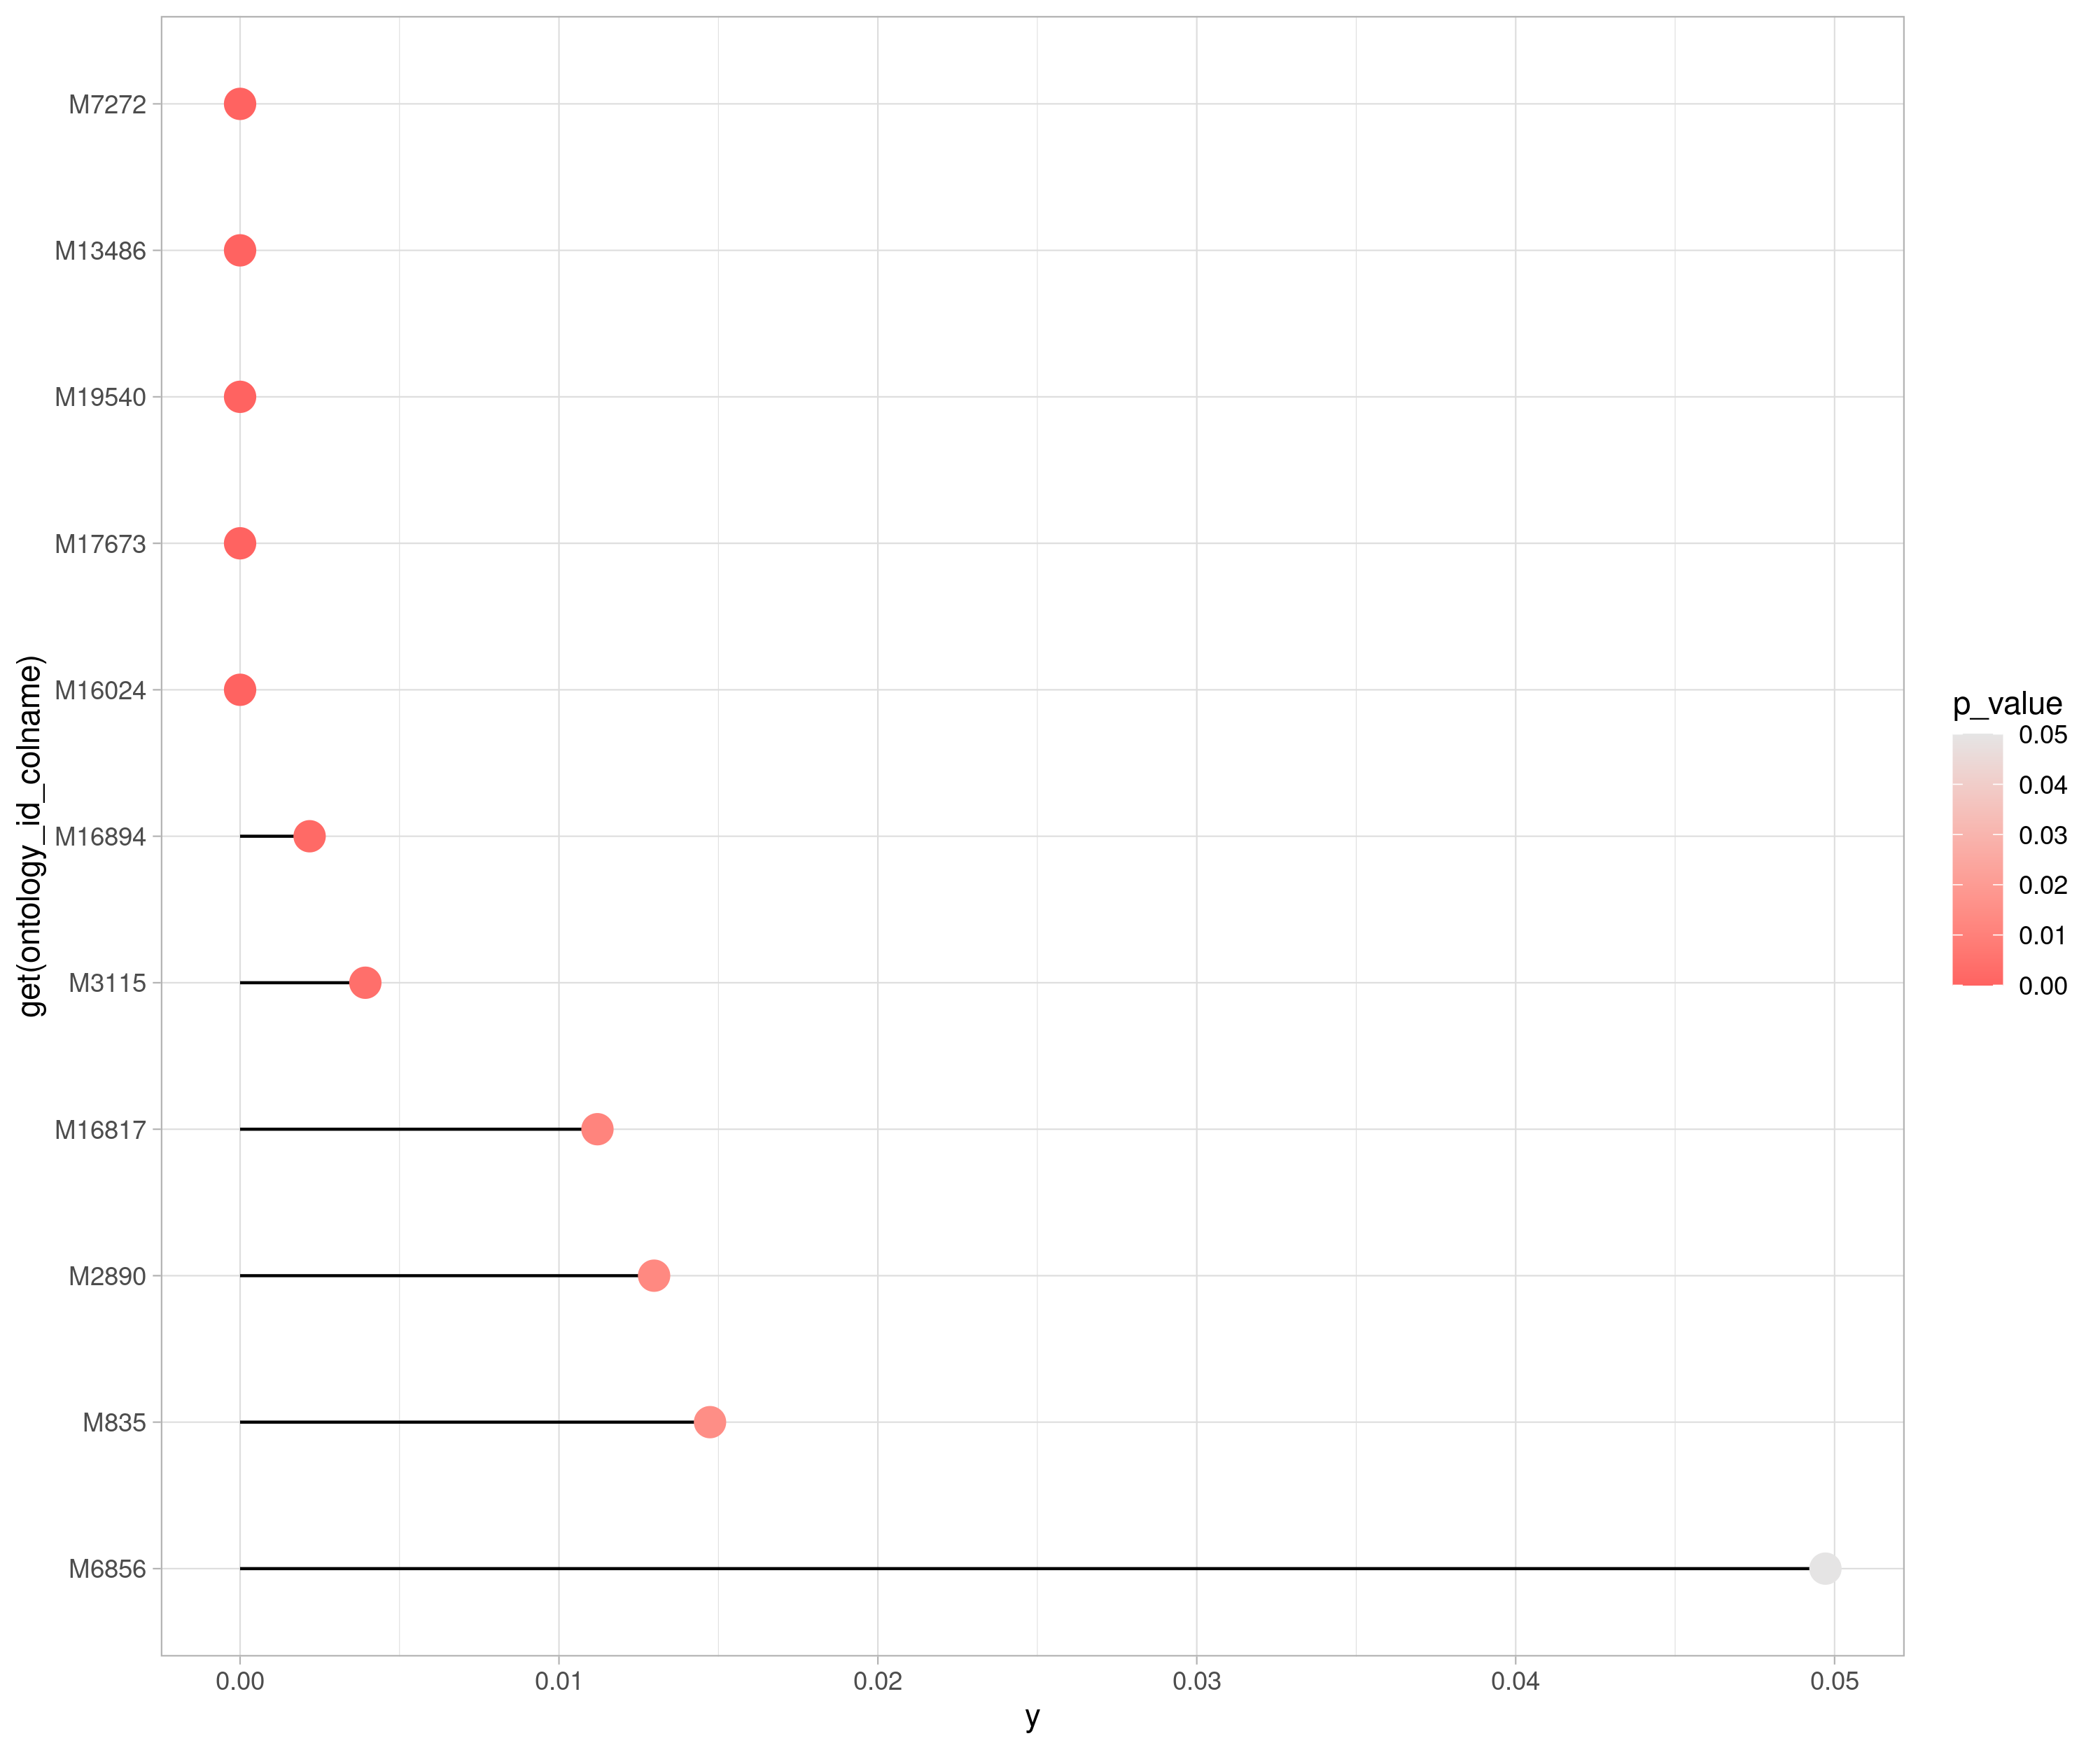 M7272
M13486
M19540
M17673
M16024
M16894
M3115
M16817
M2890
M835
M6856
get(ontology_id_colname)
0.00 0.01 0.02 0.03 0.04 0.05
y
p_value
0.05
0.04
0.03
0.02
0.01
0.00